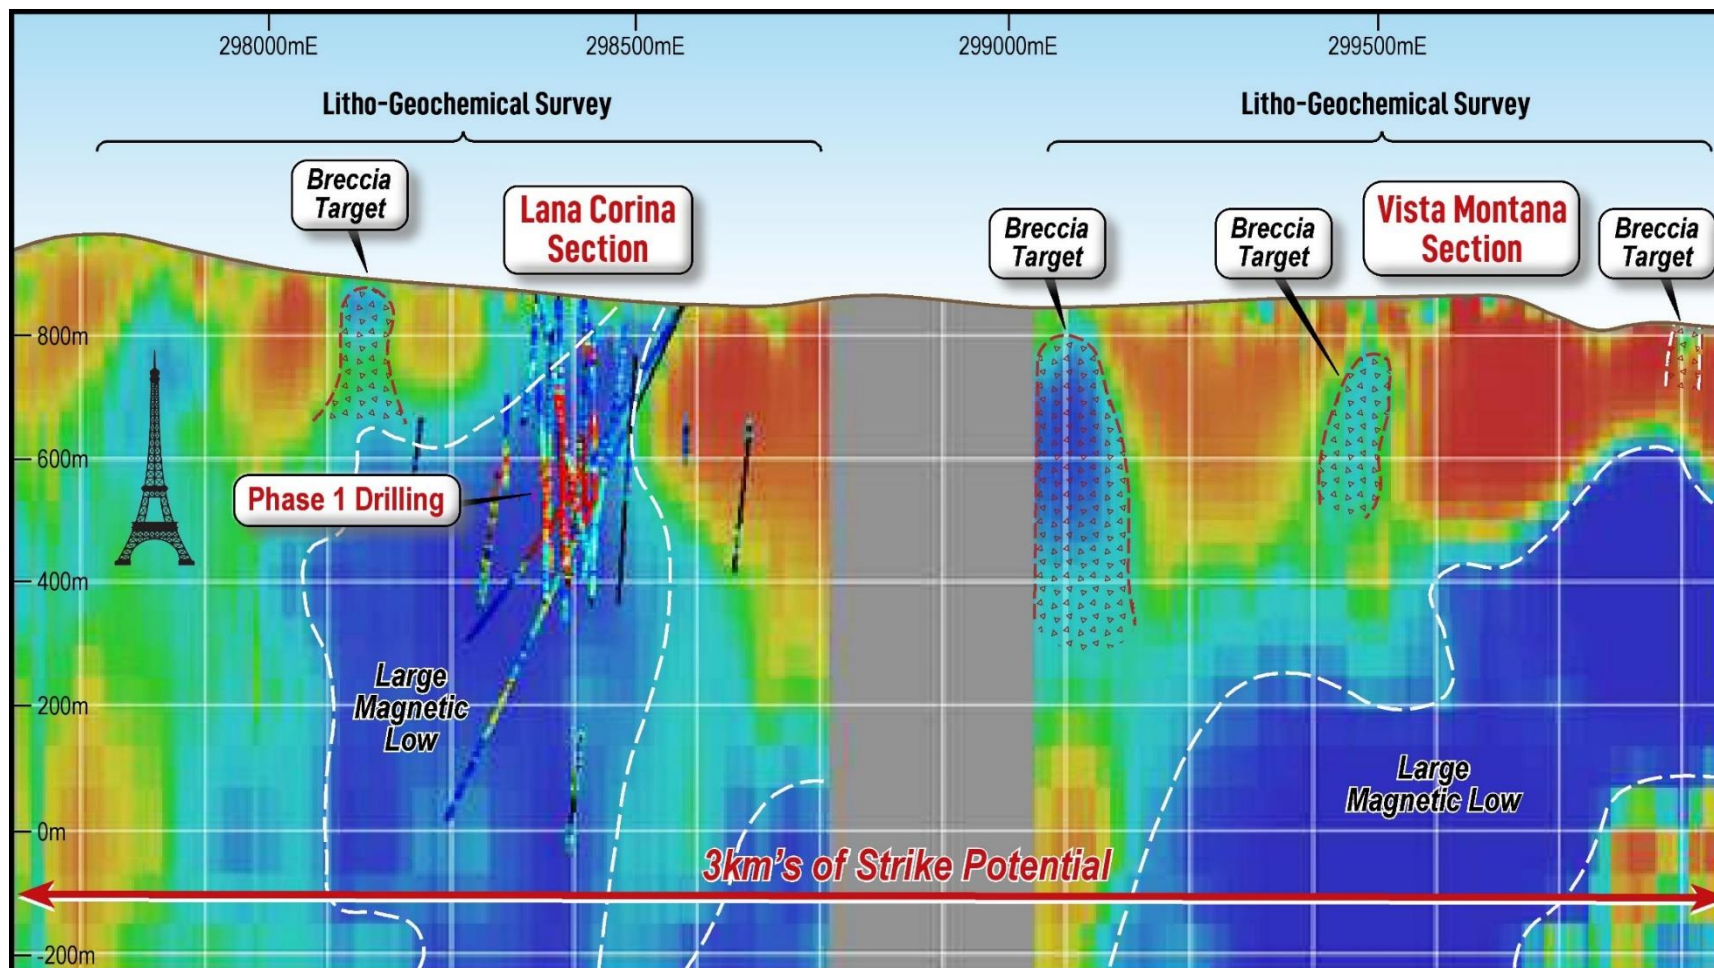 298000mE
298500mE
299000mE
299500mE
Litho-Geochemical Survey
Litho-Geochemical Survey
Breccia
Target
Lana Corina
Section
Breccia
Target
Breccia
Target
Vista Montana
Section
Breccia
Target
800m
600m
Phase 1 Drilling
400m
Large
Magnetic
Low
200m
Large
Magnetic Low
0m
3km's of Strike Potential
-200m